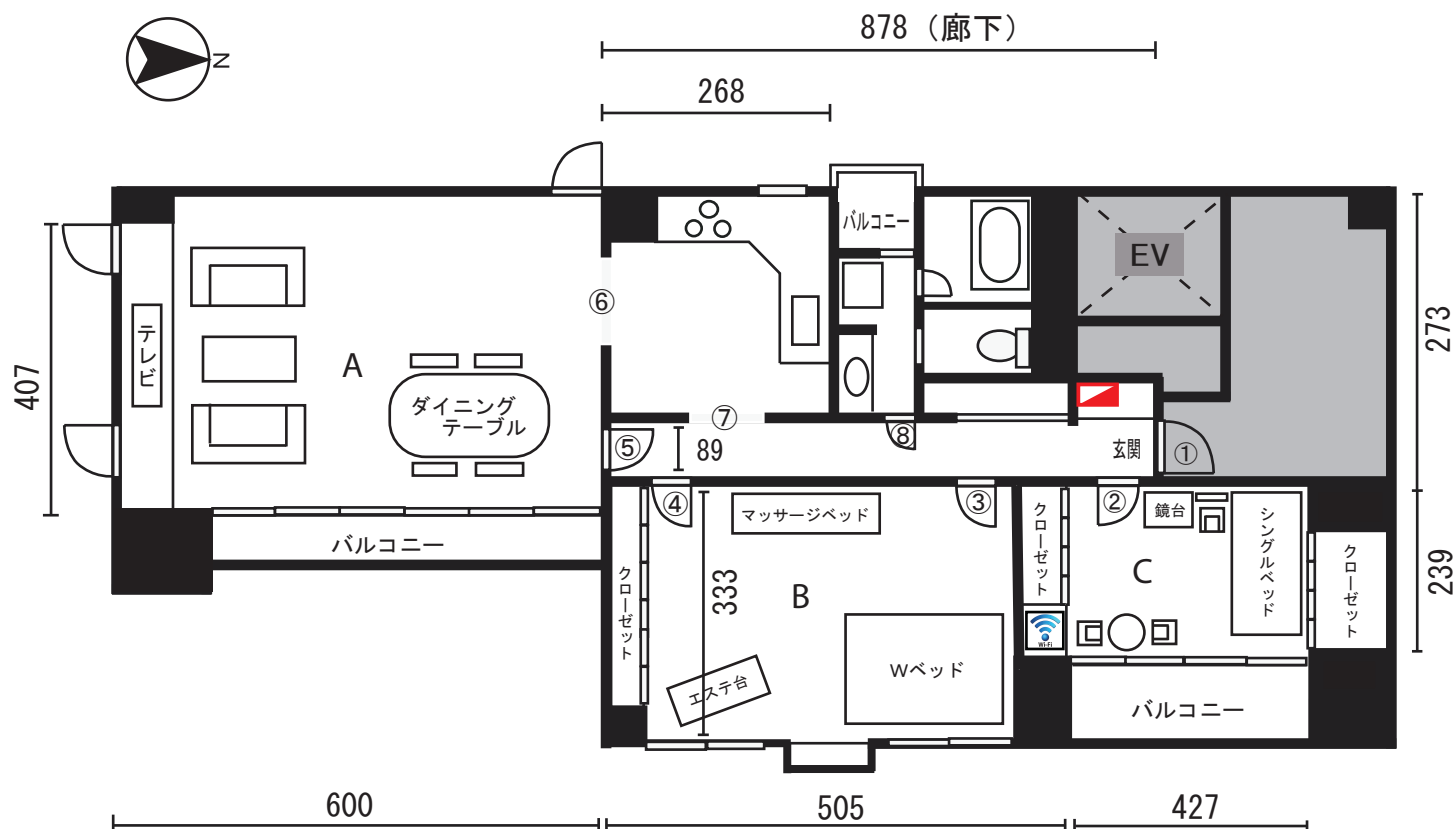 878（廊下）
N
268
バルコニー
EV
⑥
273
407
テレビ
A
ダイニング
テーブル
⑦
⑧
⑤
89
玄関
①
④
マッサージベッド
③
②
鏡台
シングルベッド
クローゼット
クローゼット
バルコニー
クローゼット
333
B
C
239
Wi-Fi
エステ台
Wベッド
バルコニー
600
505
427